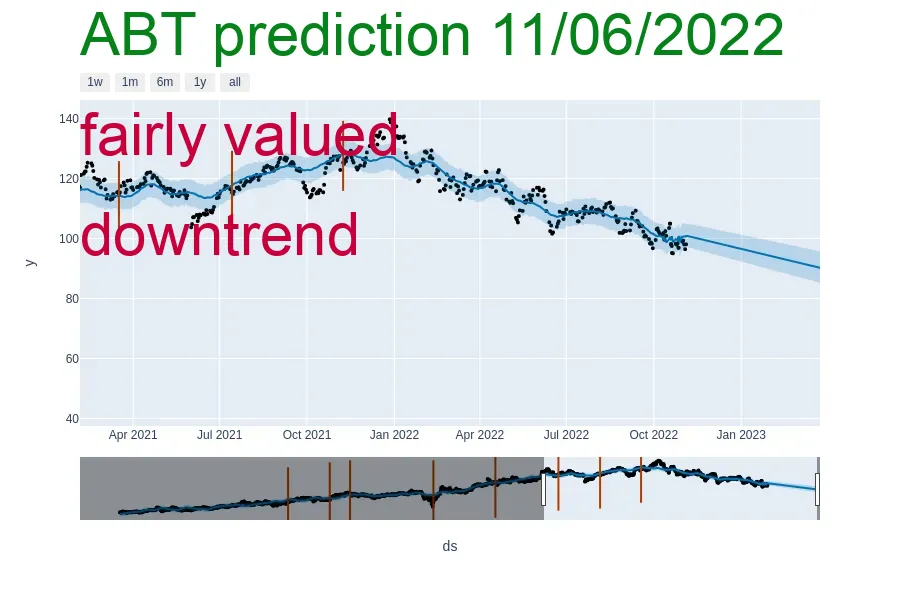 ABT prediction 11/06/2022
1w 1m 6m 1y all
140
fairly valued
120
downtrend
100
y
80
60
40
Apr 2021 Jul 2021 Oct 2021 Jan 2022 Apr 2022 Jul 2022 Oct 2022 Jan 2023
ds